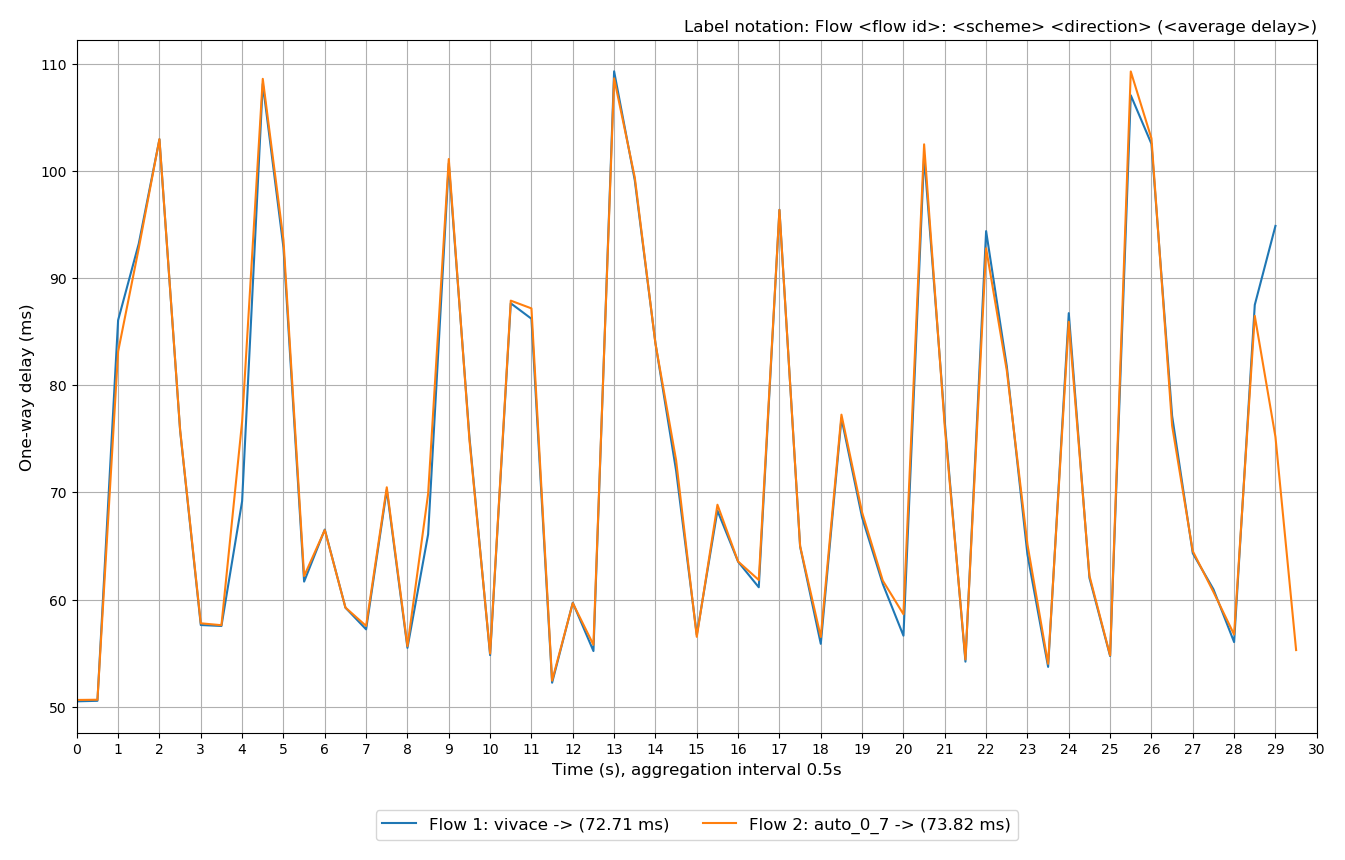 Label notation: Flow <flow id>: <scheme> <direction> (<average delay>)
110
100
90
80
70
60
50
One-way delay (ms)
0 1 2 3 4 5 6 7 8 9 10 11 12 13 14 15 16 17 18 19 20 21 22 23 24 25 26 27 28 29 30
Time (s), aggregation interval 0.5s
Flow 1: vivace -> (72.71 ms) Flow 2: auto_0_7 -> (73.82 ms)